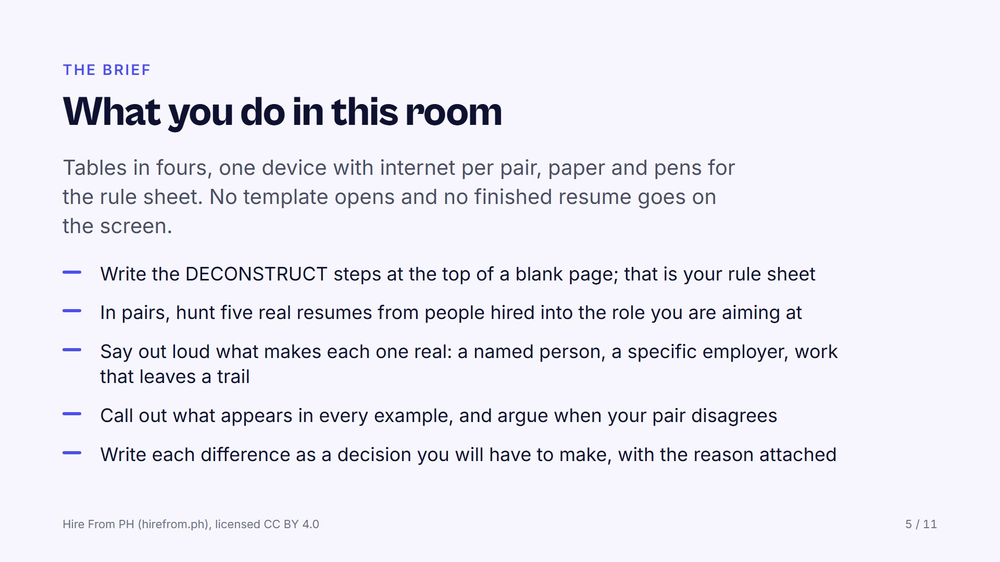 THE BRIEF
What you do in this room
Tables in fours, one device with internet per pair, paper and pens for
the rule sheet. No template opens and no finished resume goes on
the screen.
Write the DECONSTRUCT steps at the top of a blank page; that is your rule sheet
In pairs, hunt five real resumes from people hired into the role you are aiming at
Say out loud what makes each one real: a named person, a specific employer, work
that leaves a trail
Call out what appears in every example, and argue when your pair disagrees
Write each difference as a decision you will have to make, with the reason attached
Hire From PH (hirefrom.ph), licensed CC BY 4.0
5 / 11